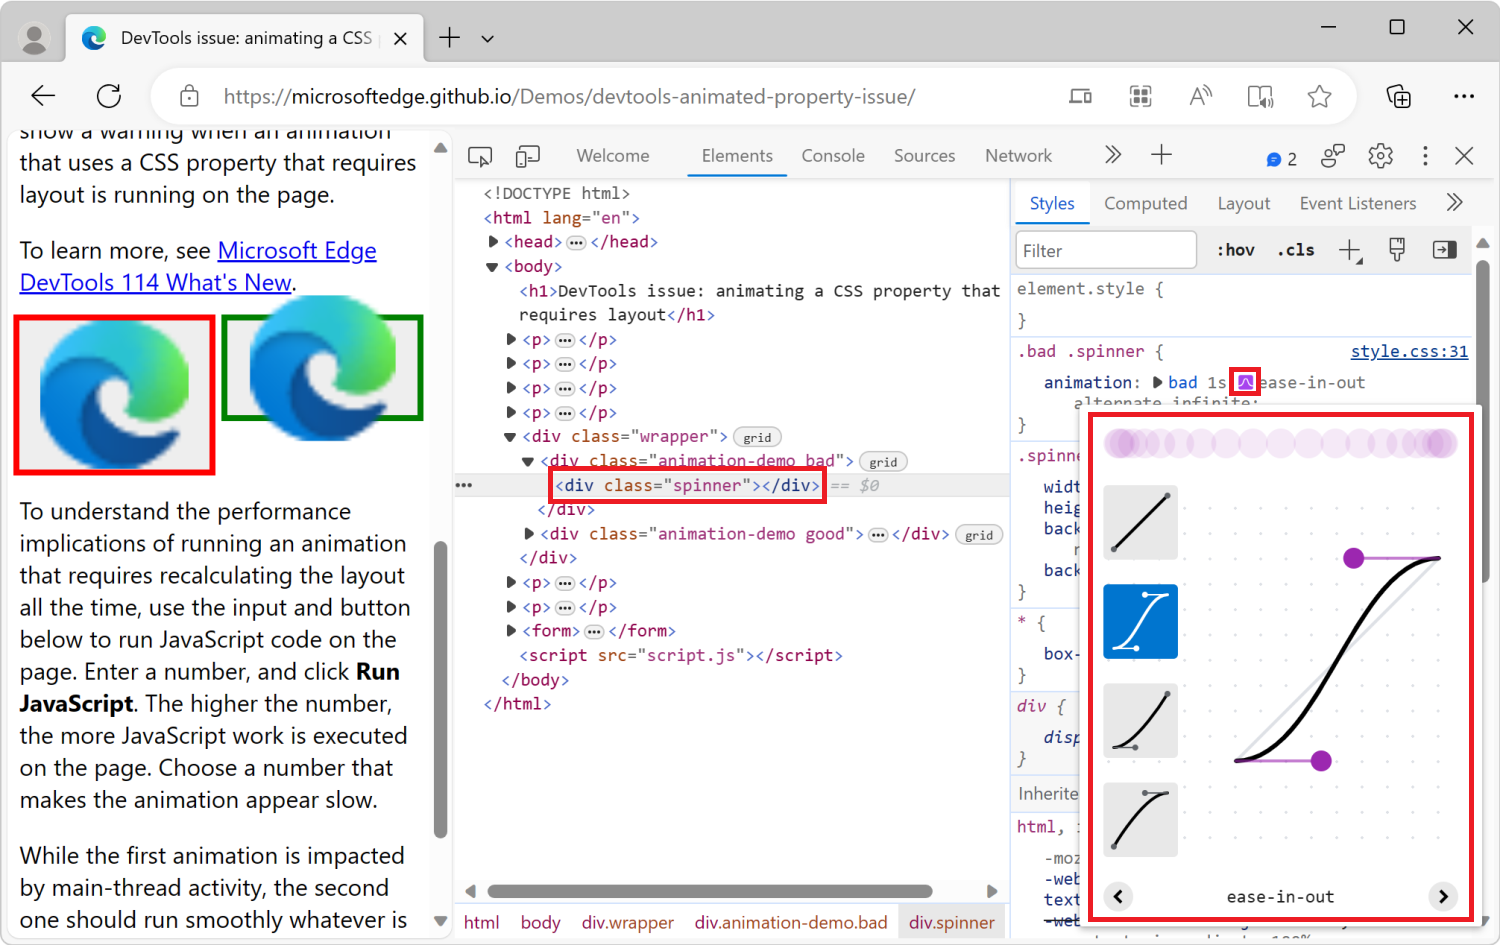 DevTools issue: animating a CSS
https://microsoftedge.github.io/Demos/devtools-animated-property-issue/
show a warning when an animation
that uses a CSS property that requires
layout is running on the page.
To learn more, see Microsoft Edge
DevTools 114 What's New.
To understand the performance
implications of running an animation
that requires recalculating the layout
all the time, use the input and button
below to run JavaScript code on the
page. Enter a number, and click Run
JavaScript. The higher the number,
the more JavaScript work is executed
on the page. Choose a number that
makes the animation appear slow.
While the first animation is impacted
by main-thread activity, the second
one should run smoothly whatever is
Welcome Elements Console Sources Network 2
<!DOCTYPE html>
<html lang="en">
<head> ••• </head>
<body>
<h1>DevTools issue: animating a CSS property that
requires layout</h1>
<p> ••• </p>
<p> ••• </p>
<p> ••• </p>
<p> ••• </p>
<div class="wrapper"> grid
<div class="animation-demo bad"> grid
••• <div class="spinner"></div> == $0
</div>
<div class="animation-demo good"> ••• </div> grid
</div>
<p> ••• </p>
<p> ••• </p>
<form> ••• </form>
<script src="script.js"></script>
</body>
</html>
html body div.wrapper div.animation-demo.bad div.spinner
Styles Computed Layout Event Listeners
Filter :hov .cls
element.style {
}
.bad .spinner { style.css:31
animation: bad 1s ease-in-out
alternate infinite;
}
.spinne
widt
heig
back
back
}
* {
box-
}
div {
disp
}
Inherite
html,
-moz
-web
text
-web
ease-in-out